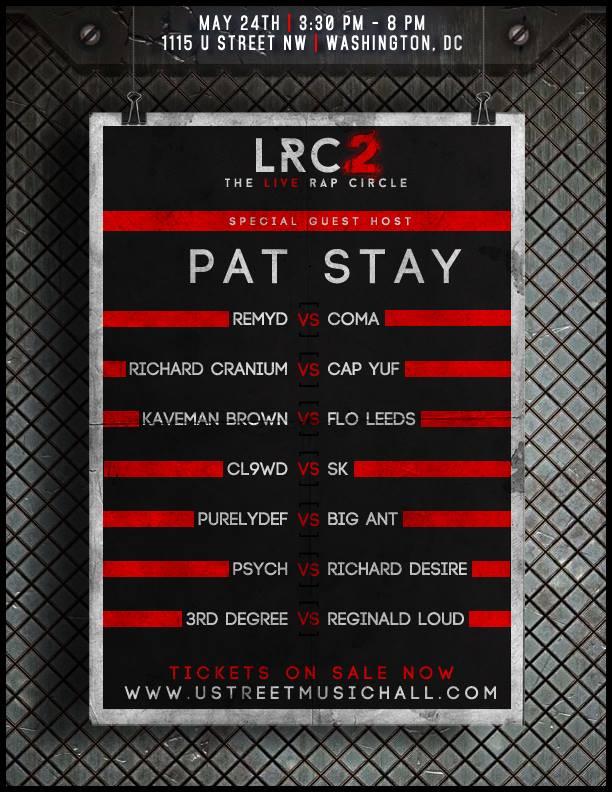 MAY 24TH | 3:30 PM - 8 PM
1115 U STREET NW | WASHINGTON, DC
LRC2
THE LIVE RAP CIRCLE
SPECIAL GUEST HOST
PAT STAY
REMYD VS COMA
RICHARD CRANIUM VS CAP YUF
KAVEMAN BROWN VS FLO LEEDS
CL9WD VS SK
PURELYDEF VS BIG ANT
PSYCH VS RICHARD DESIRE
3RD DEGREE VS REGINALD LOUD
TICKETS ON SALE NOW
WWW.USTREETMUSICHALL.COM